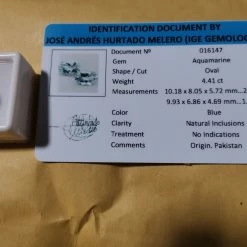 IDENTIFICATION DOCUMENT BY
JOSÉ ANDRÉS HURTADO MELERO (IGE GEMOLOG
Document Nº 016147
Gem Aquamarine
Shape / Cut Oval
Weight 4.41 ct
Measurements 10.18 x 8.05 x 5.72 mm...2
9.93 x 6.86 x 4.69 mm...1
Color Blue
Clarity Natural Inclusions
Treatment No Indications
Comments Origin, Pakistan